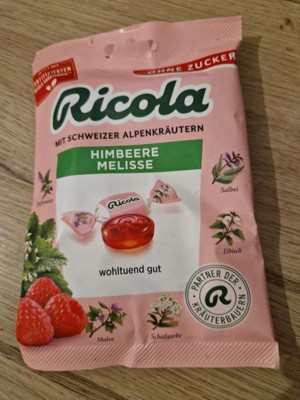 OHNE ZUCKER
Ricola
MIT SCHWEIZER ALPENKRÄUTERN
HIMBEERE
MELISSE
Ricola
Salbei
Eibisch
wohltuend gut
PARTNER DER
KRÄUTERBAUERN
R
Malve
Schafgarbe